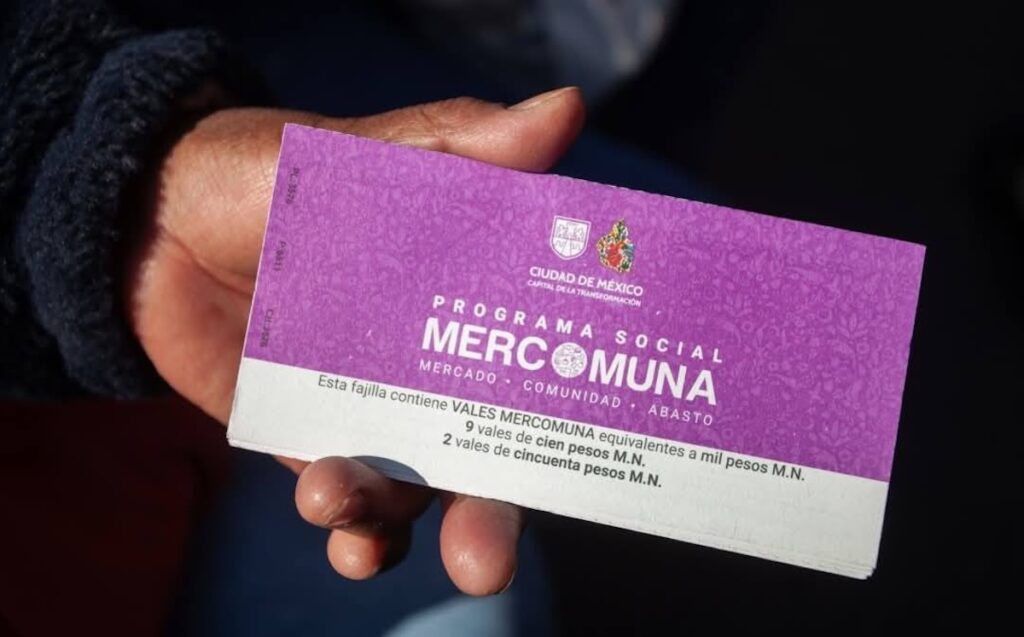 CIUDAD DE MÉXICO
CAPITAL DE LA TRANSFORMACIÓN
PROGRAMA SOCIAL
MERCOMUNA
MERCADO • COMUNIDAD • ABASTO
Esta fajilla contiene VALES MERCOMUNA equivalentes a mil pesos M.N.
9 vales de cien pesos M.N.
2 vales de cincuenta pesos M.N.